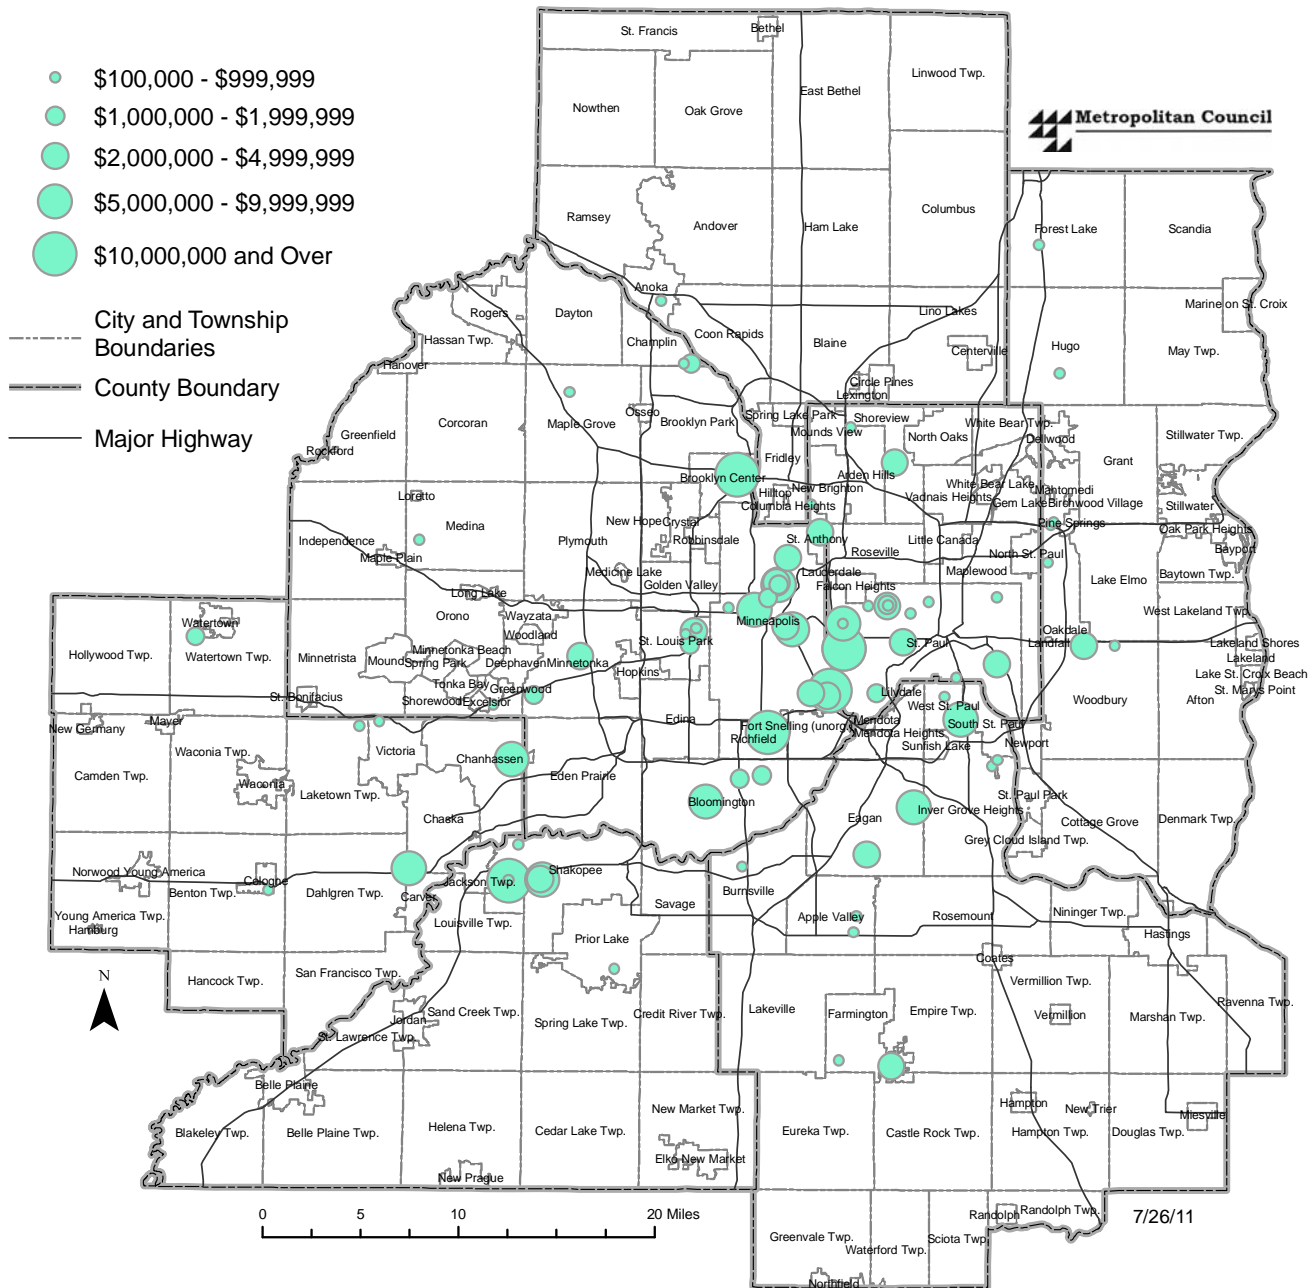 $100,000 - $999,999
$1,000,000 - $1,999,999
$2,000,000 - $4,999,999
$5,000,000 - $9,999,999
$10,000,000 and Over
City and Township
Boundaries
County Boundary
Major Highway
Metropolitan Council
St. Francis
Bethel
Linwood Twp.
East Bethel
Nowthen
Oak Grove
Columbus
Ramsey
Andover
Ham Lake
Forest Lake
Scandia
Anoka
Marine on St. Croix
Rogers
Dayton
Lino Lakes
Hassan Twp.
Champlin
Coon Rapids
Blaine
Centerville
Hugo
May Twp.
Hanover
Circle Pines
Lexington
Osseo
Spring Lake Park
Shoreview
Corcoran
Maple Grove
Brooklyn Park
Mounds View
White Bear Twp.
Greenfield
North Oaks
Dellwood
Stillwater Twp.
Rockford
Fridley
Grant
Brooklyn Center
Arden Hills
New Brighton
White Bear Lake
Mahtomedi
Loretto
Hilltop
Vadnais Heights
Gem Lake
Birchwood Village
Stillwater
Columbia Heights
Medina
New Hope
Crystal
Pine Springs
Oak Park Heights
Independence
Plymouth
Robbinsdale
St. Anthony
Little Canada
Bayport
Maple Plain
Roseville
North St. Paul
Medicine Lake
Lauderdale
Maplewood
Lake Elmo
Baytown Twp.
Golden Valley
Falcon Heights
Long Lake
West Lakeland Twp.
Orono
Wayzata
Watertown
Minneapolis
Woodland
St. Louis Park
Oakdale
Hollywood Twp.
Watertown Twp.
Minnetrista
Mound
Minnetonka Beach
St. Paul
Landfall
Lakeland Shores
Spring Park
Deephaven
Minnetonka
Lakeland
Hopkins
Lake St. Croix Beach
Tonka Bay
Greenwood
St. Bonifacius
Shorewood
Excelsior
Lilydale
West St. Paul
Woodbury
Afton
St. Marys Point
New Germany
Mayer
Edina
Fort Snelling (unorg.)
Mendota
South St. Paul
Richfield
Mendota Heights
Waconia Twp.
Victoria
Sunfish Lake
Newport
Chanhassen
Camden Twp.
Eden Prairie
Waconia
Laketown Twp.
St. Paul Park
Bloomington
Inver Grove Heights
Chaska
Eagan
Cottage Grove
Denmark Twp.
Grey Cloud Island Twp.
Norwood Young America
Shakopee
Cologne
Jackson Twp.
Benton Twp.
Dahlgren Twp.
Carver
Burnsville
Savage
Young America Twp.
Louisville Twp.
Apple Valley
Rosemount
Nininger Twp.
Hamburg
Prior Lake
Hastings
Coates
N
Hancock Twp.
San Francisco Twp.
Vermillion Twp.
Ravenna Twp.
Jordan
Sand Creek Twp.
Spring Lake Twp.
Credit River Twp.
Lakeville
Farmington
Empire Twp.
Vermillion
Marshan Twp.
St. Lawrence Twp.
Belle Plaine
Hampton
New Trier
Miesville
Blakeley Twp.
Belle Plaine Twp.
Helena Twp.
Cedar Lake Twp.
New Market Twp.
Eureka Twp.
Castle Rock Twp.
Hampton Twp.
Douglas Twp.
Elko New Market
New Prague
Randolph
Randolph Twp.
7/26/11
0 5 10 20 Miles
Greenvale Twp.
Waterford Twp.
Sciota Twp.
Northfield